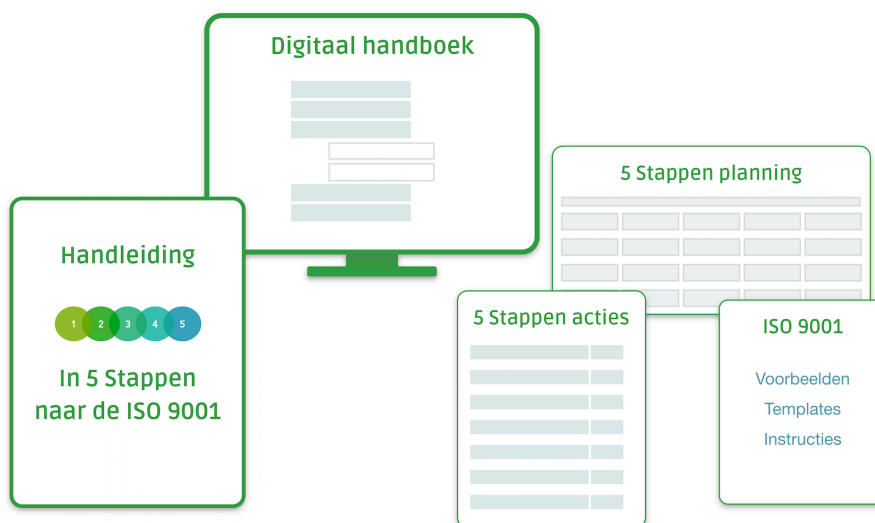 Digitaal handboek
5 Stappen planning
Handleiding
1 2 3 4 5
In 5 Stappen
naar de ISO 9001
5 Stappen acties
ISO 9001
Voorbeelden
Templates
Instructies